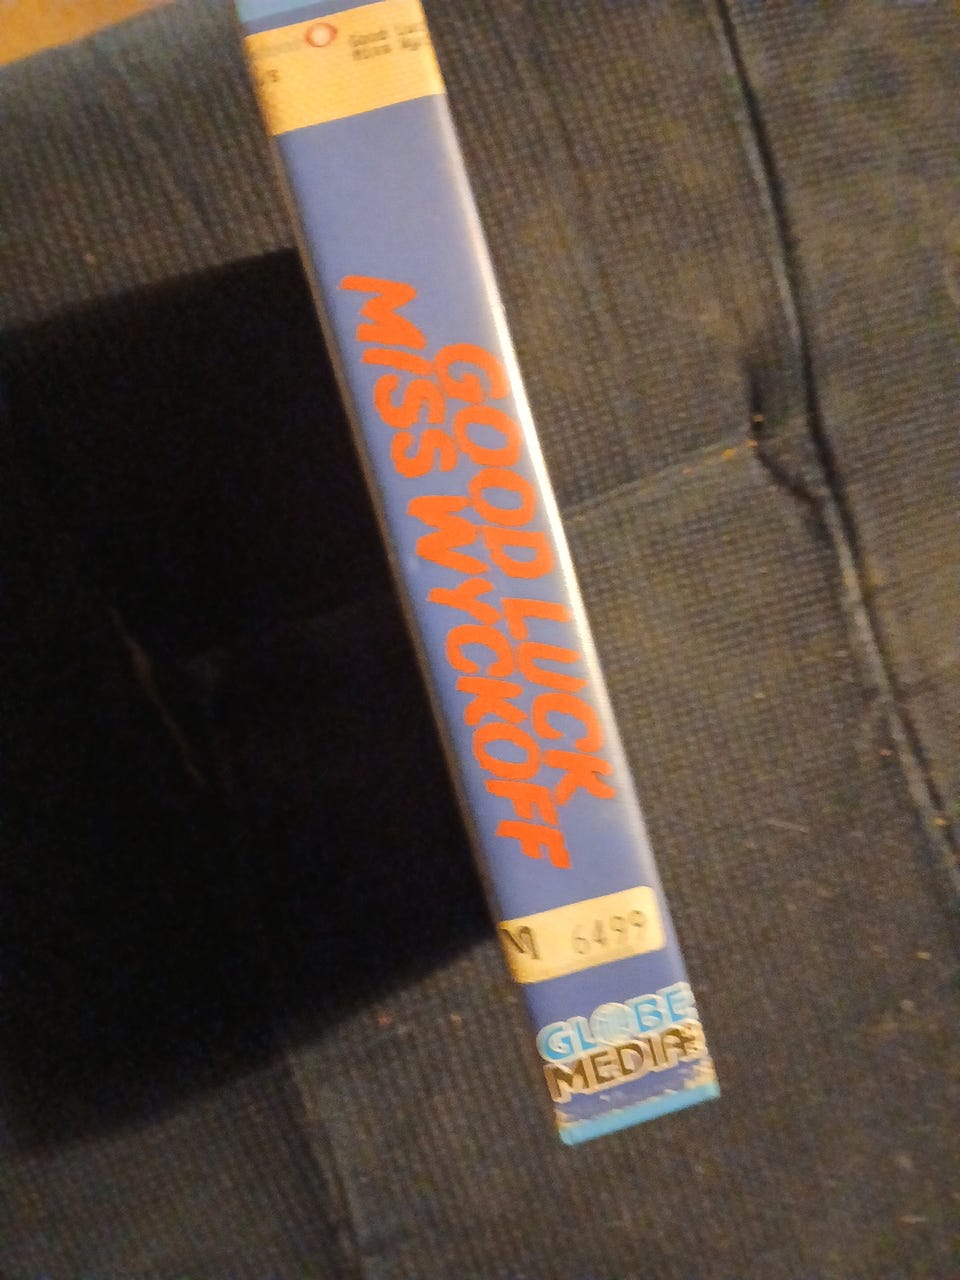 GOOD LUCK
MISS WYCKOFF
M 6499
GLOBE
MEDIA